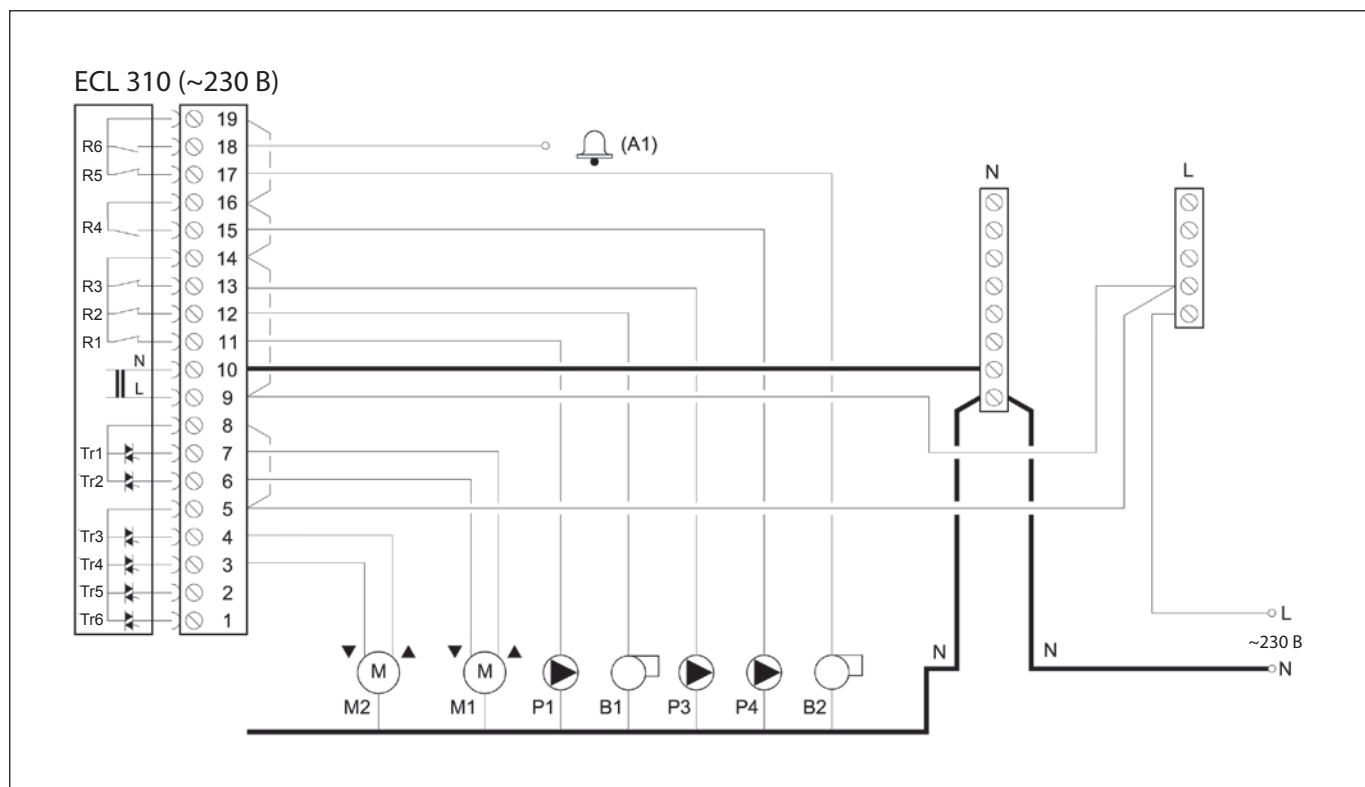 ECL 310 (~230 В)
19
R6 18 (A1)
R5 17
N L
16
R4 15
14
R3 13
R2 12
R1 11
N 10
L 9
8
Tr1 7
Tr2 6
5
Tr3 4
Tr4 3
Tr5 2
Tr6 1
L
~230 В
N N N
M M
M2 M1 P1 B1 P3 P4 B2